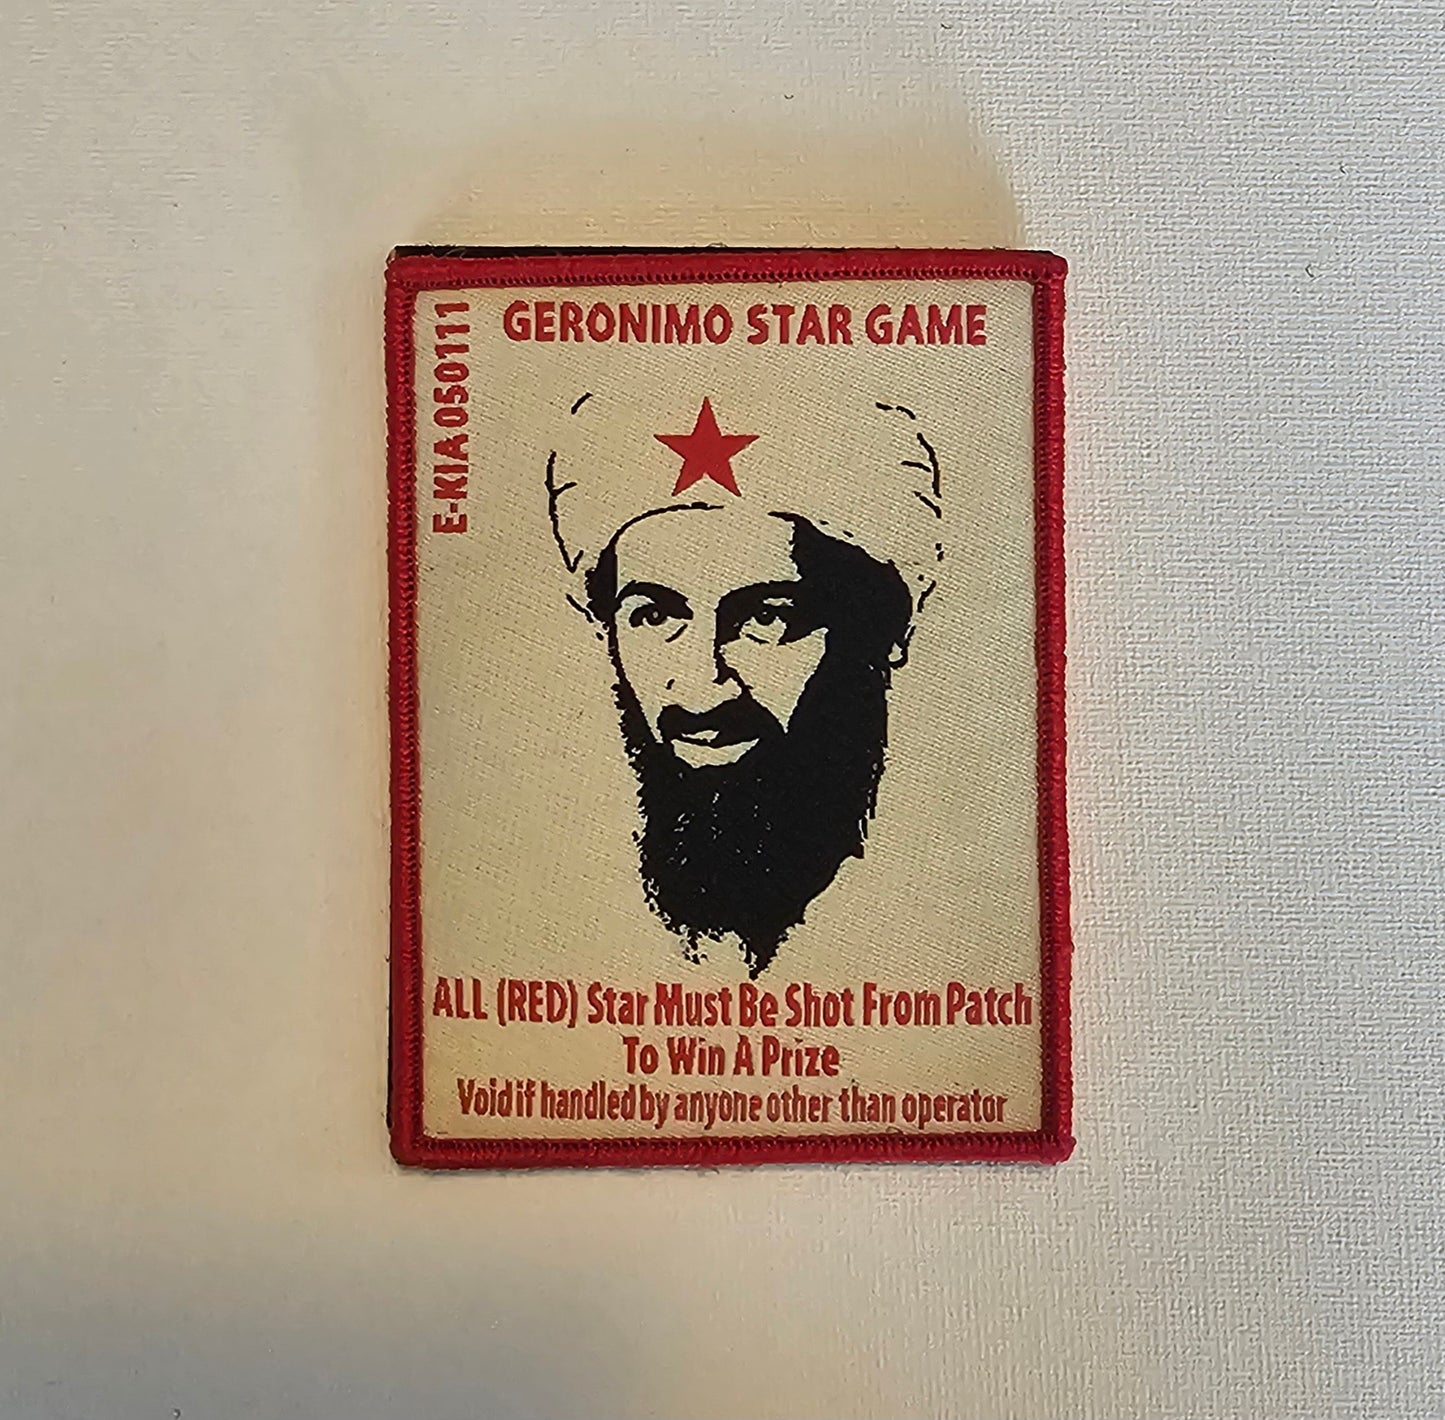 GERONIMO STAR GAME
E-KIA 050111
ALL (RED) Star Must Be Shot From Patch
To Win A Prize
Void if handled by anyone other than operator